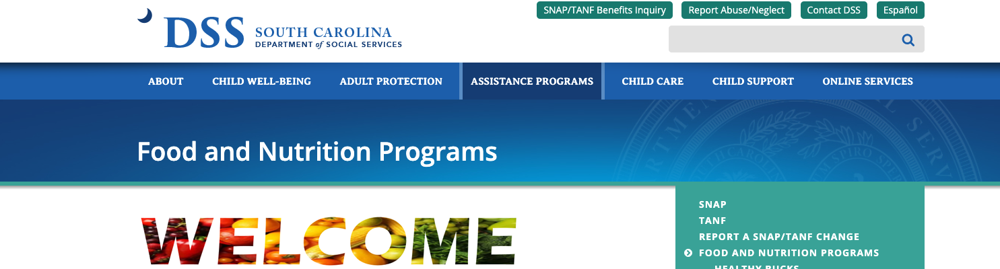 SNAP/TANF Benefits Inquiry
Report Abuse/Neglect
Contact DSS
Español
DSS
SOUTH CAROLINA
DEPARTMENT of SOCIAL SERVICES
ABOUT
CHILD WELL-BEING
ADULT PROTECTION
ASSISTANCE PROGRAMS
CHILD CARE
CHILD SUPPORT
ONLINE SERVICES
Food and Nutrition Programs
WELCOME
SNAP
TANF
REPORT A SNAP/TANF CHANGE
FOOD AND NUTRITION PROGRAMS
HEALTHY BUCKS